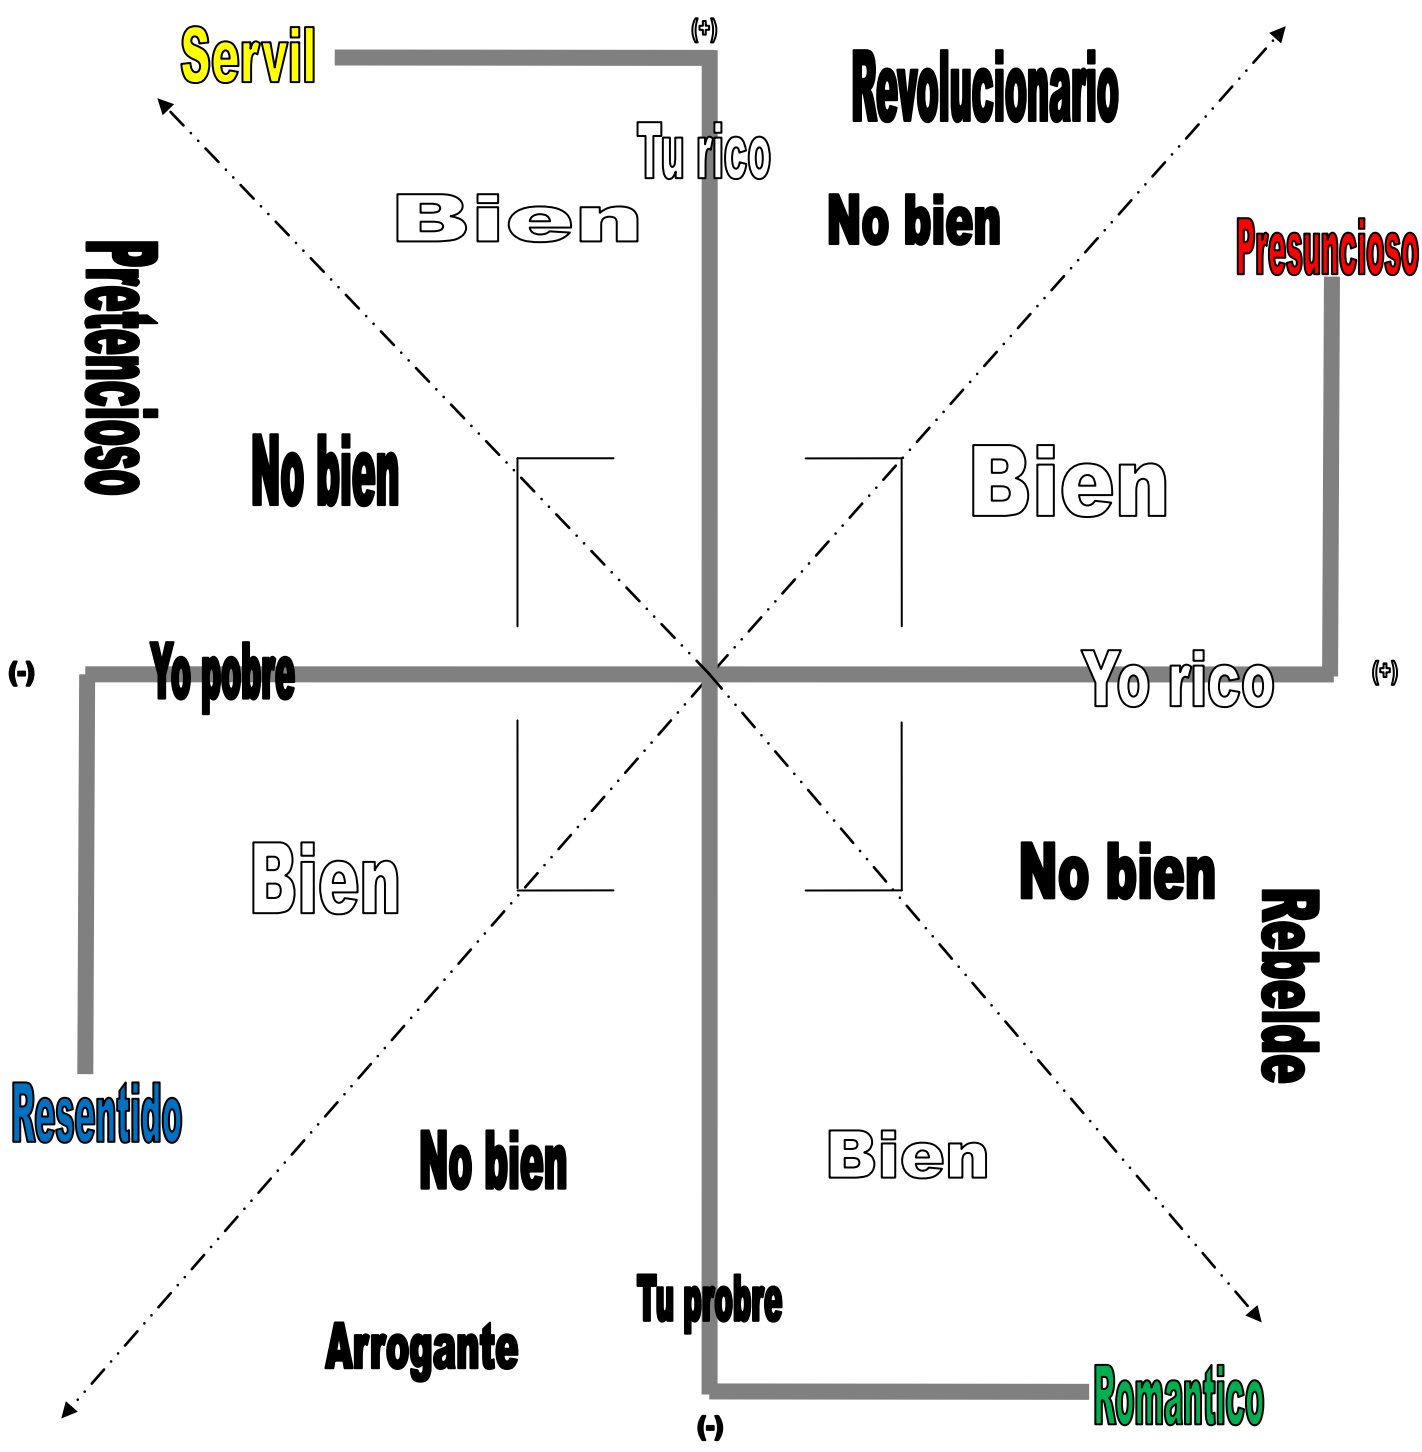 (+)
Servil
Revolucionario
Tu rico
Bien
No bien
Presuncioso
Preténcioso
No bien
Bien
Yo pobre
Yo rico
(-)
(+)
Bien
No bien
Rebelde
Resentido
No bien
Bien
Tu probre
Arrogante
Romantico
(-)